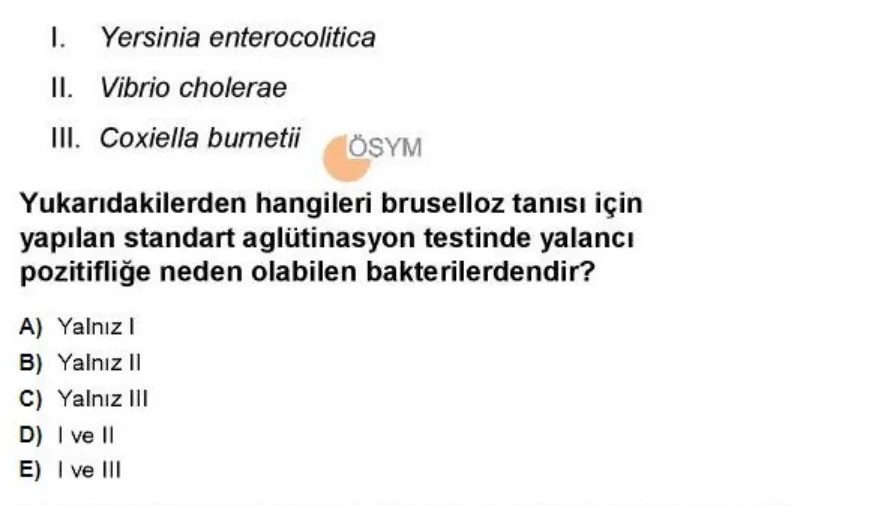 I. Yersinia enterocolitica
II. Vibrio cholerae
III. Coxiella burnetii
ÖSYM
Yukarıdakilerden hangileri bruselloz tanısı için
yapılan standart aglütinasyon testinde yalancı
pozitifliğe neden olabilen bakterilerdendir?
A) Yalnız I
B) Yalnız II
C) Yalnız III
D) I ve II
E) I ve III